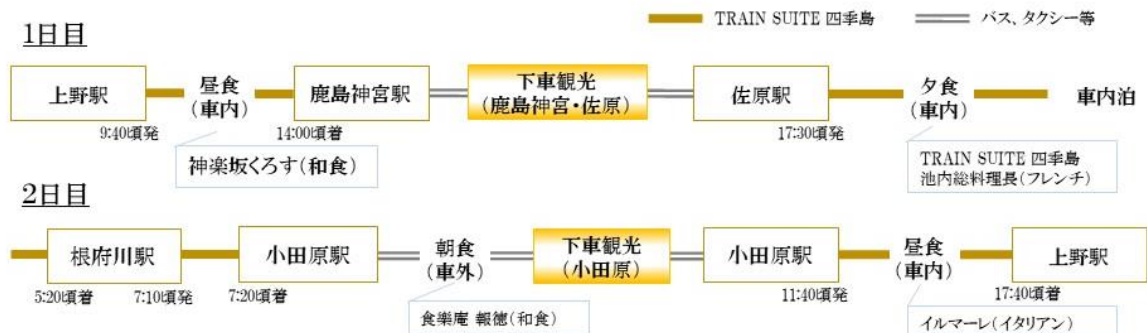 TRAIN SUITE 四季島
バス、タクシー等
1日目
上野駅
9:40頃発
昼食
(車内)
神楽坂くろす(和食)
鹿島神宮駅
14:00頃着
下車観光
(鹿島神宮・佐原)
佐原駅
17:30頃発
夕食
(車内)
TRAIN SUITE 四季島
池内総料理長(フレンチ)
車内泊
2日目
根府川駅
5:20頃着
7:10頃発
小田原駅
7:20頃着
朝食
(車外)
食楽庵 報徳(和食)
下車観光
(小田原)
小田原駅
11:40頃発
昼食
(車内)
イルマーレ(イタリアン)
上野駅
17:40頃着